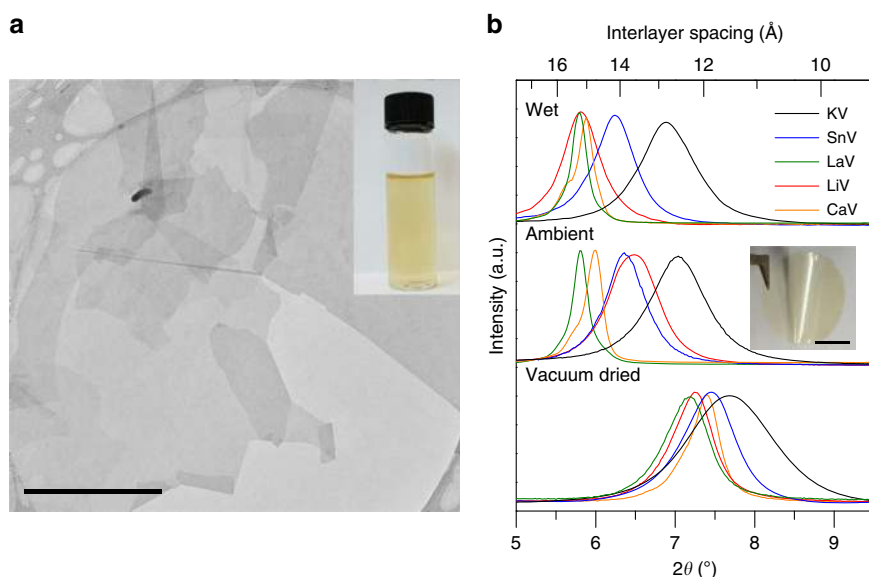 a
b
Interlayer spacing (Å)
16
14
12
10
Wet
KV
SnV
LaV
LiV
CaV
Ambient
Intensity (a.u.)
Vacuum dried
5
6
7
8
9
2θ (°)